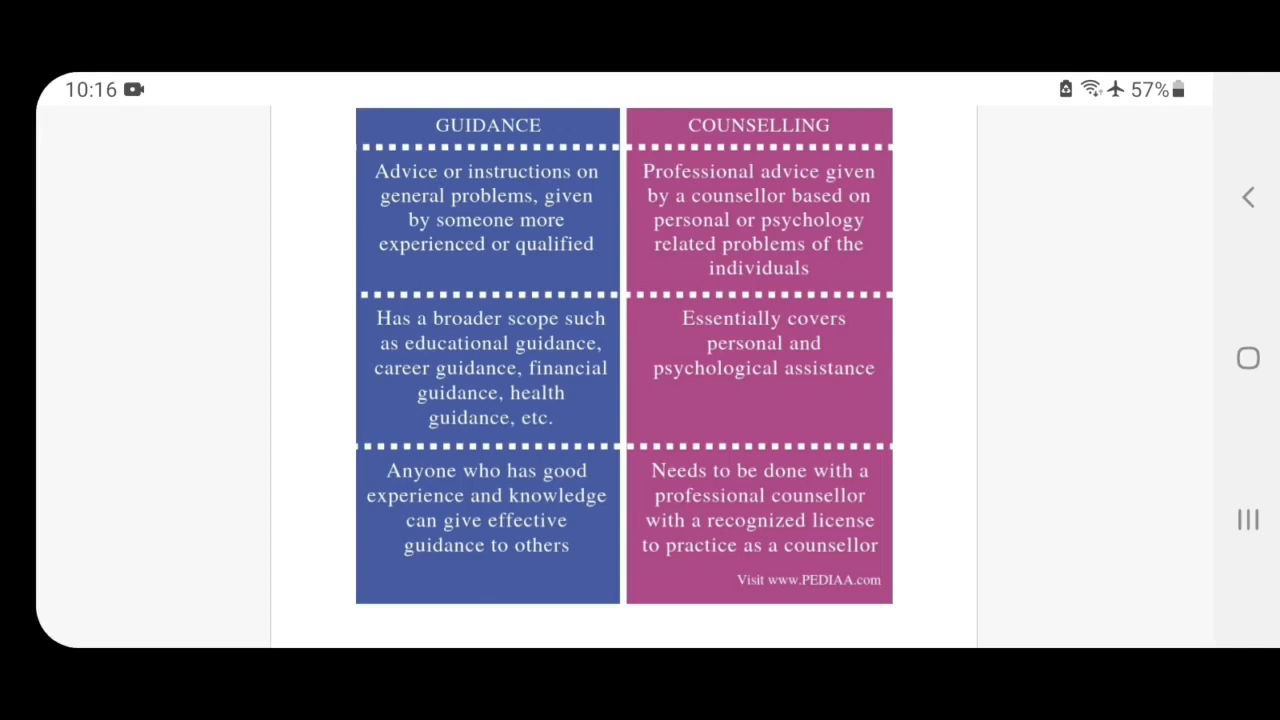 10:16
57%
GUIDANCE
Advice or instructions on
general problems, given
by someone more
experienced or qualified
Has a broader scope such
as educational guidance,
career guidance, financial
guidance, health
guidance, etc.
Anyone who has good
experience and knowledge
can give effective
guidance to others
COUNSELLING
Professional advice given
by a counsellor based on
personal or psychology
related problems of the
individuals
Essentially covers
personal and
psychological assistance
Needs to be done with a
professional counsellor
with a recognized license
to practice as a counsellor
Visit www.PEDIAA.com